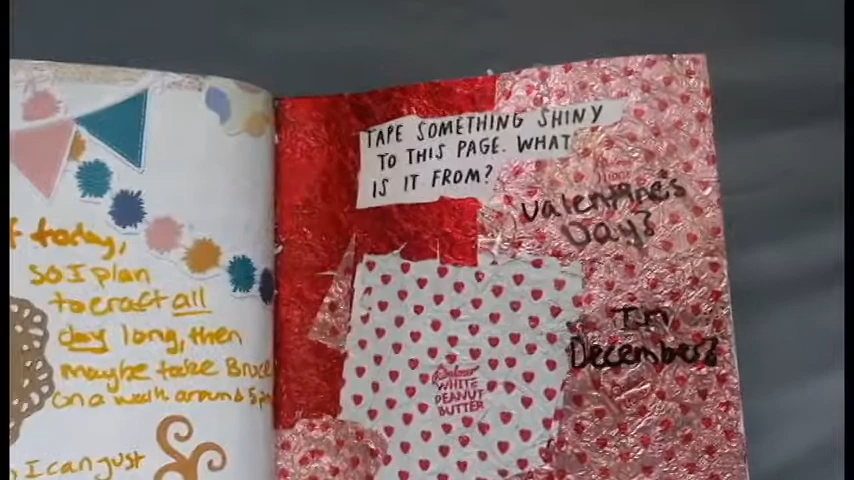 f today,
so I plan
to craft all
day long, then
maybe take Bruce
on a walk around 5
I can just
TAPE SOMETHING SHINY
TO THIS PAGE. WHAT
IS IT FROM?
Valentine's
Day?
In
December?
WHITE
PEANUT
BUTTER